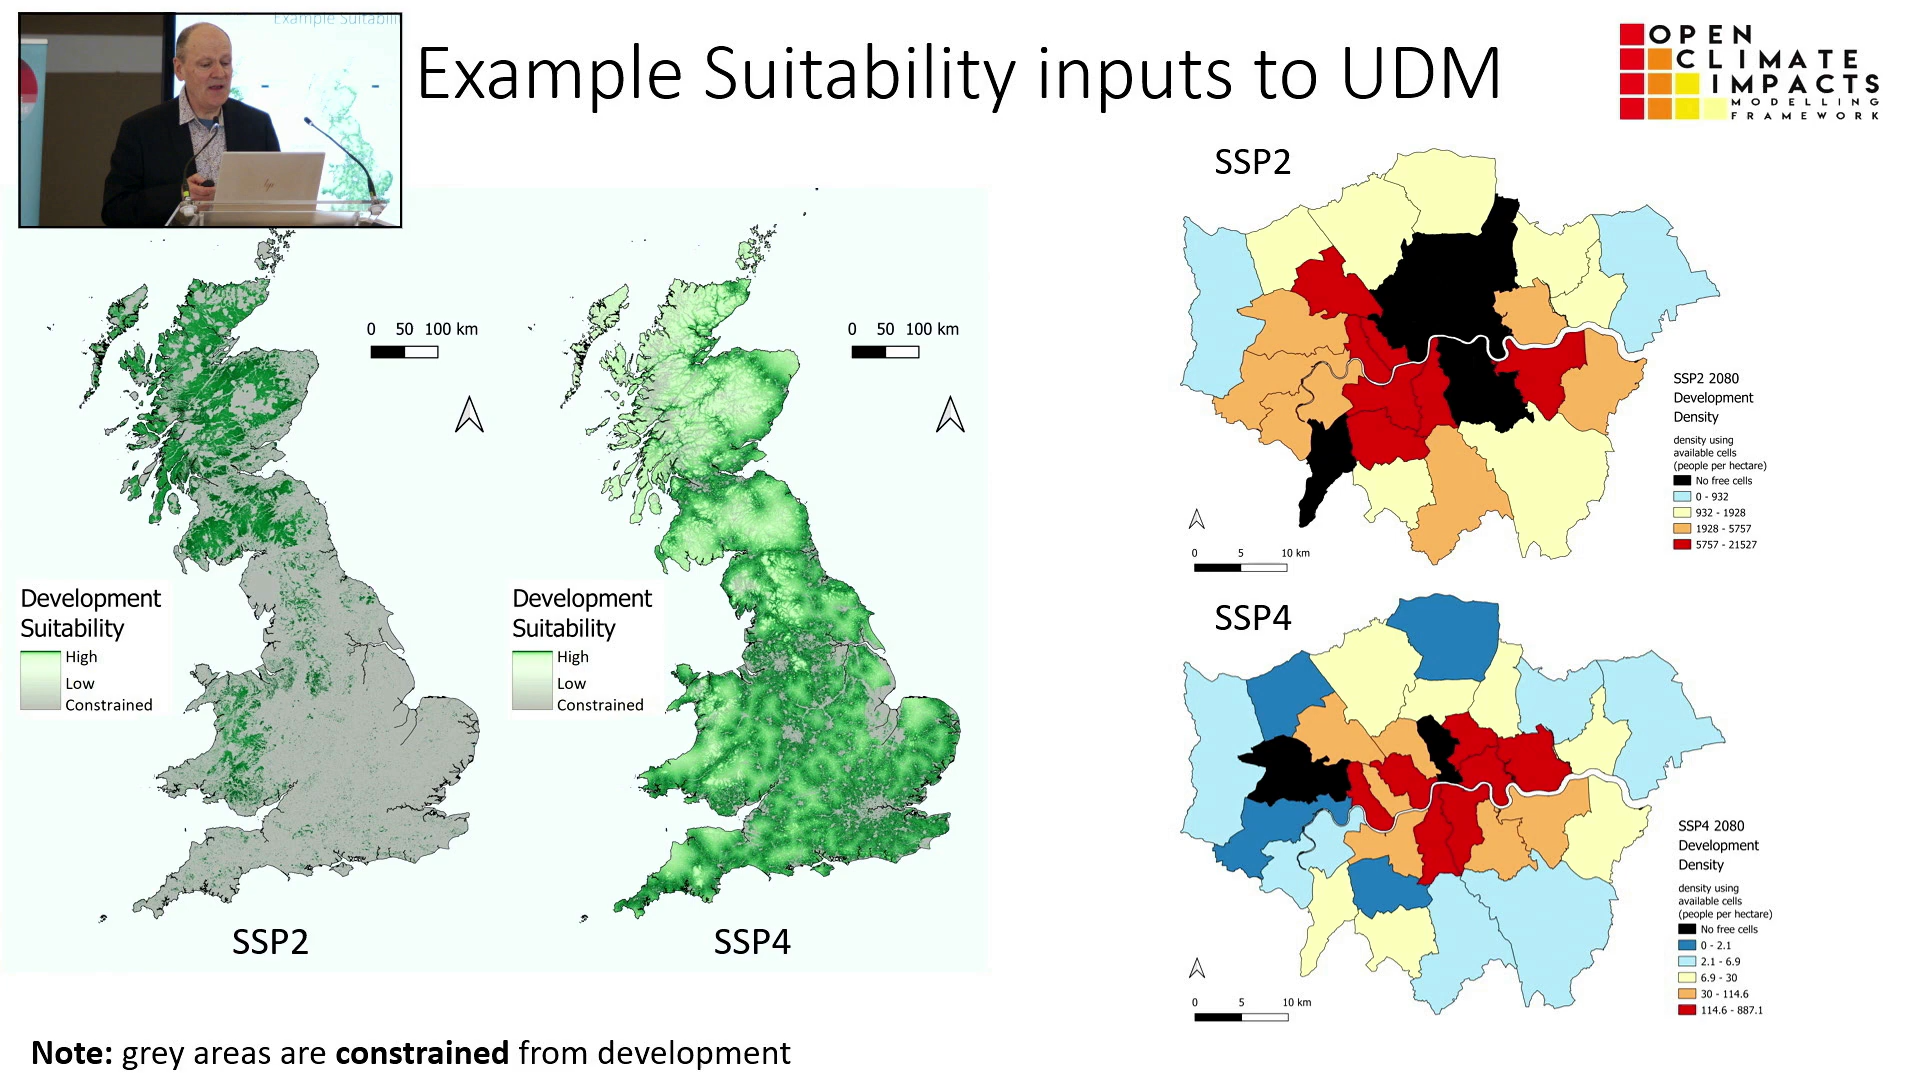 Example Suitabili
Example Suitability inputs to UDM
OPEN
CLIMATE
IMPACTS
MODELLING
FRAMEWORK
hp
0 50 100 km
Development
Suitability
High
Low
Constrained
SSP2
0 50 100 km
Development
Suitability
High
Low
Constrained
SSP4
SSP2
SSP2 2080
Development
Density
density using
available cells
(people per hectare)
No free cells
0 - 932
932 - 1928
1928 - 5757
5757 - 21527
0 5 10 km
SSP4
SSP4 2080
Development
Density
density using
available cells
(people per hectare)
No free cells
0 - 2.1
2.1 - 6.9
6.9 - 30
30 - 114.6
114.6 - 887.1
0 5 10 km
Note: grey areas are constrained from development